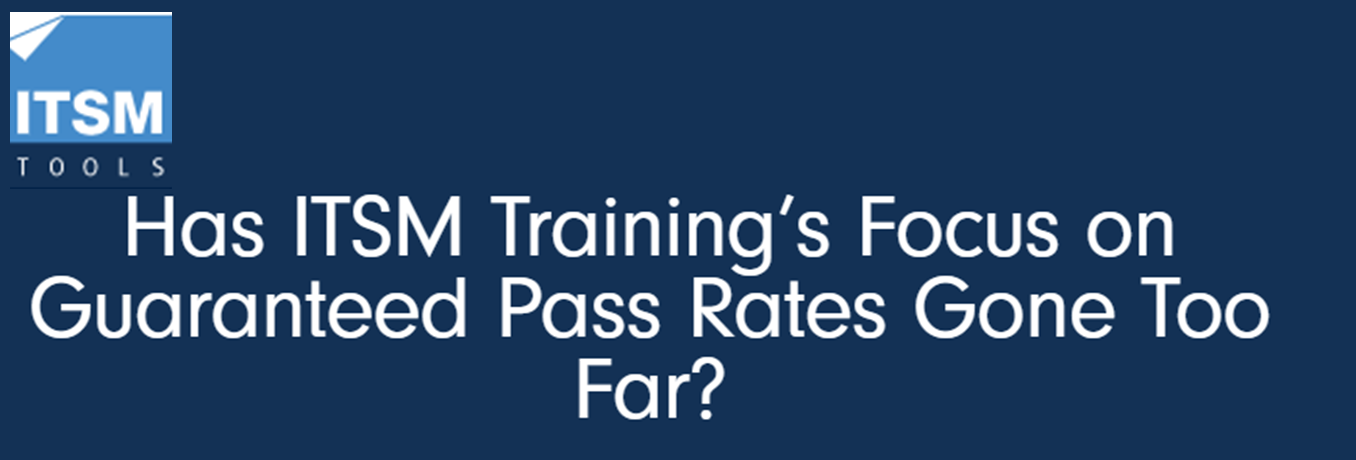 ITSM
TOOLS
Has ITSM Training’s Focus on
Guaranteed Pass Rates Gone Too
Far?